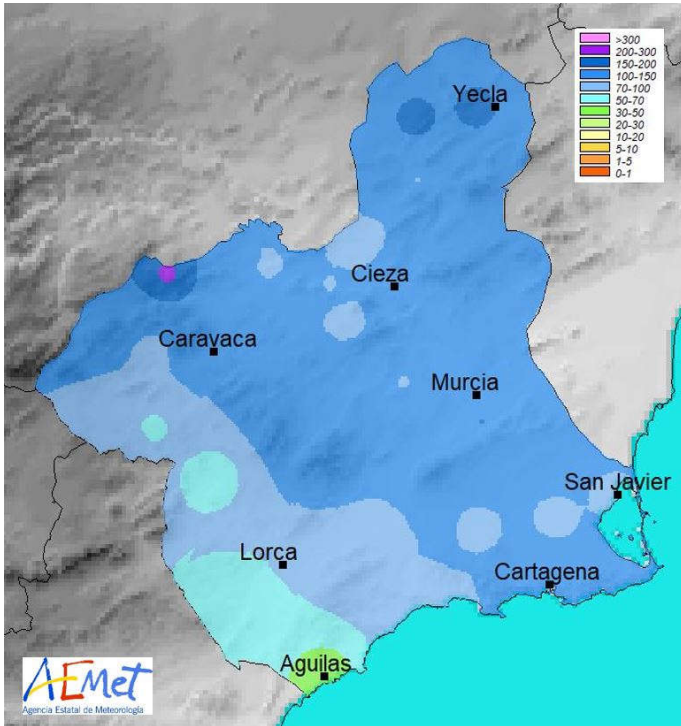 >300
200-300
150-200
100-150
70-100
50-70
30-50
20-30
10-20
5-10
1-5
0-1
Yecla
Cieza
Caravaca
Murcia
San Javier
Lorca
Cartagena
Aguilas
AEMet
Agencia Estatal de Meteorología